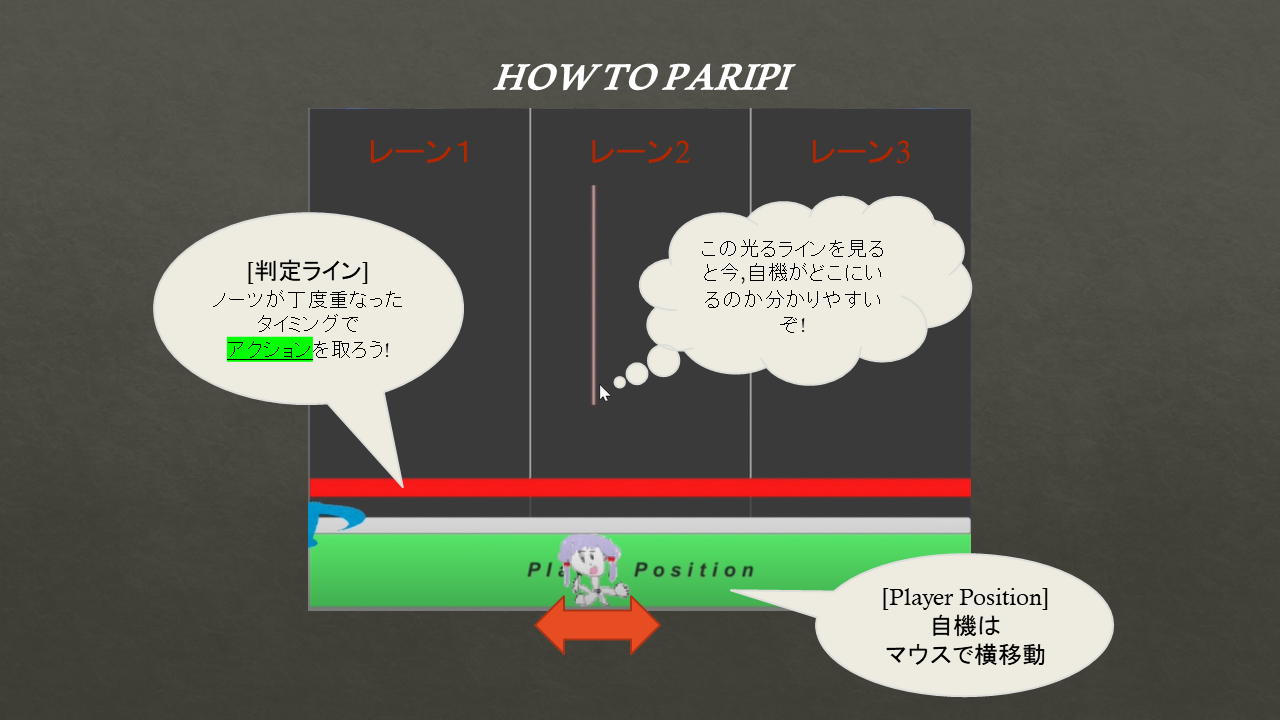 HOW TO PARIPI
レーン１
レーン2
レーン3
[判定ライン]
ノーツが丁度重なった
タイミングで
アクションを取ろう!
この光るラインを見る
と今,自機がどこにい
るのか分かりやすい
ぞ!
Pla Position
[Player Position]
自機は
マウスで横移動